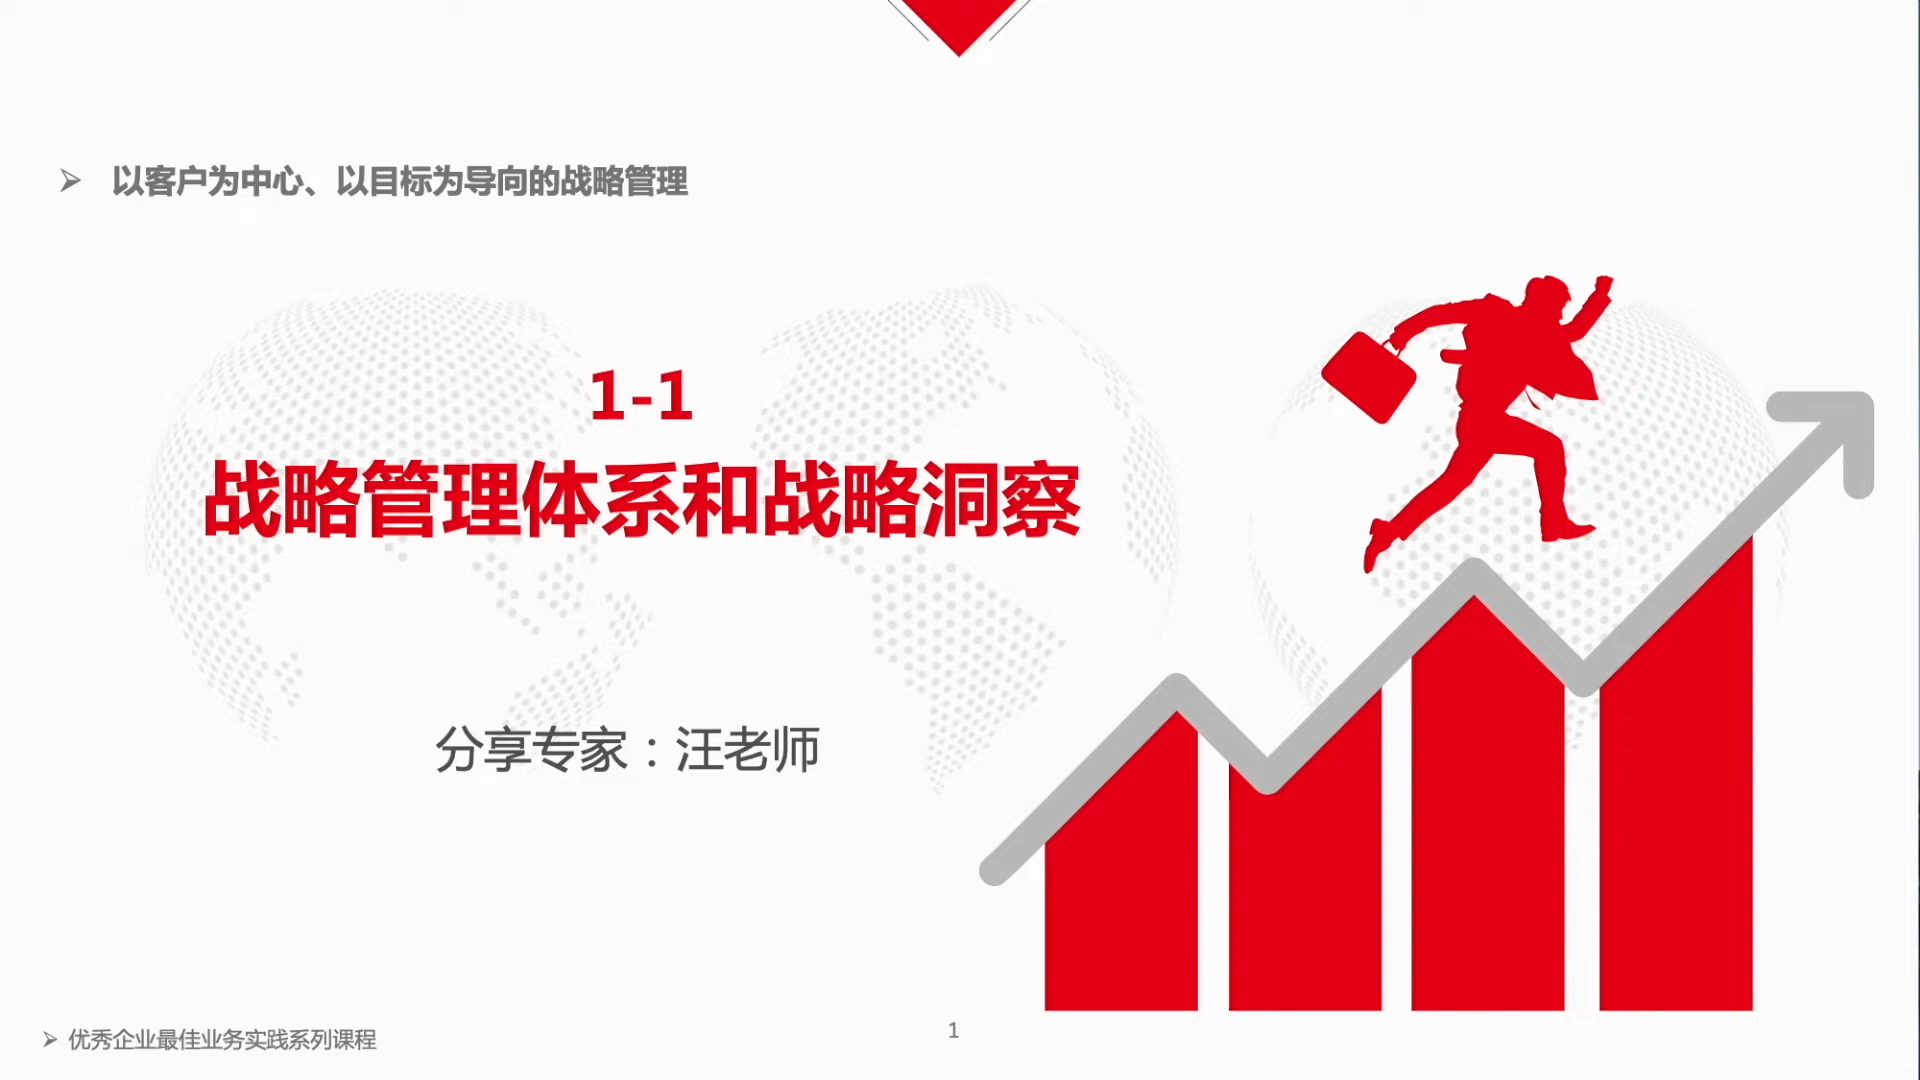 以客户为中心、以目标为导向的战略管理
1-1
战略管理体系和战略洞察
分享专家：汪老师
优秀企业最佳业务实践系列课程
1